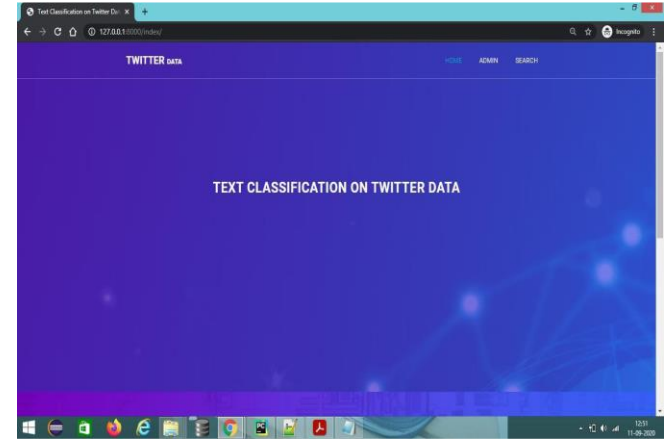 Text Classification on Twitter Da
127.0.0.1:8000/index/
Incognito
TWITTER DATA
HOME ADMIN SEARCH
TEXT CLASSIFICATION ON TWITTER DATA
12:51
11-09-2020